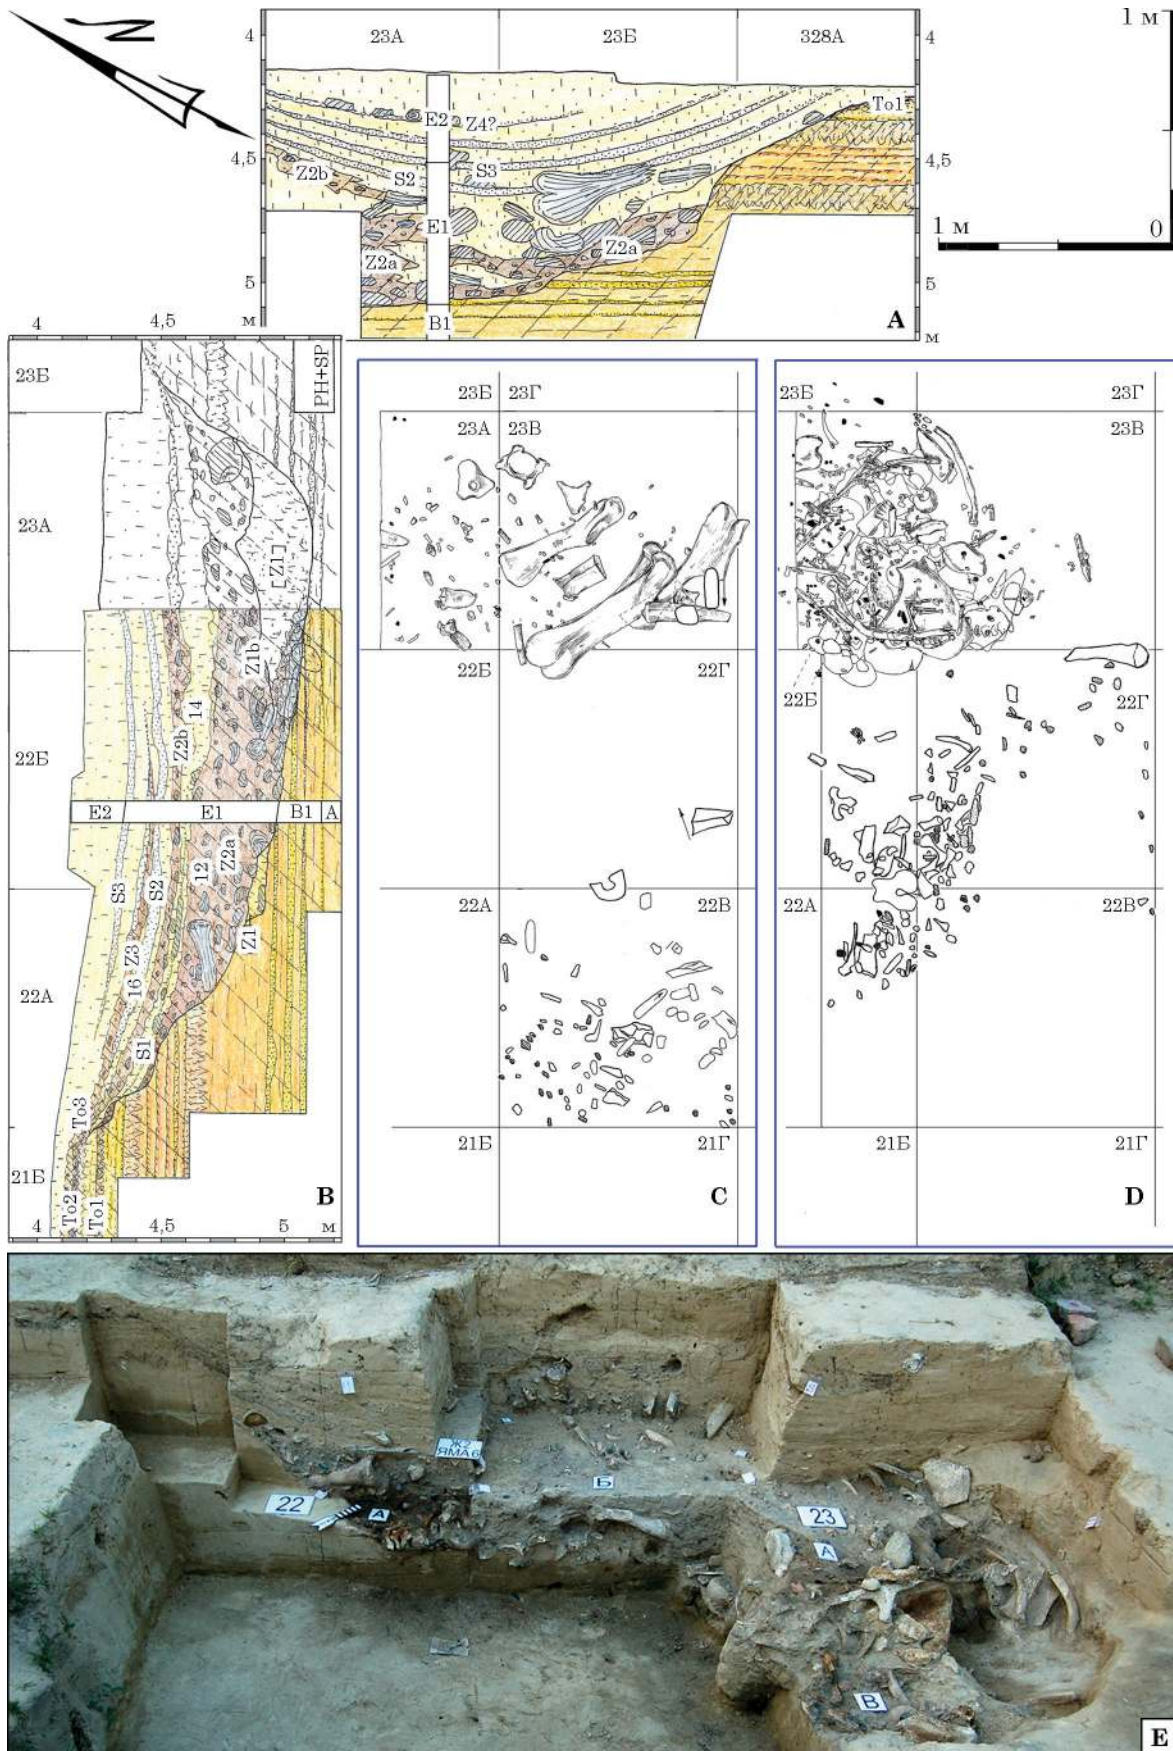 N
4
23А
23Б
328А
4
1 м
E2
Z4?
To1
4,5
Z2b
S2
S3
4,5
E1
Z2a
Z2a
1 м
0
5
5
м
B1
A
м
4
4,5
5
23Б
PH+SP
23А
Z1
Z1b
14
Z2b
22Б
E2
E1
B1
A
S3
S2
12
Z2a
Z3
Z1
16
22А
S1
To3
21Б
To2
To1
B
4
4,5
5
м
23Б
23Г
23А
23В
22Б
22Г
22А
22В
21Б
21Г
C
23Б
23Г
23В
22Б
22Г
22А
22В
21Б
21Г
D
Ж2
ЯМА 6
22
А
Б
23
А
В
E